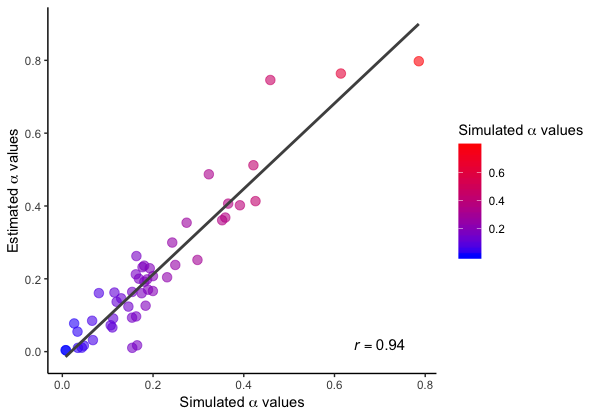 Estimated α values
0.8
0.6
0.4
0.2
0.0
0.0 0.2 0.4 0.6 0.8
Simulated α values
r = 0.94
Simulated α values
0.6
0.4
0.2